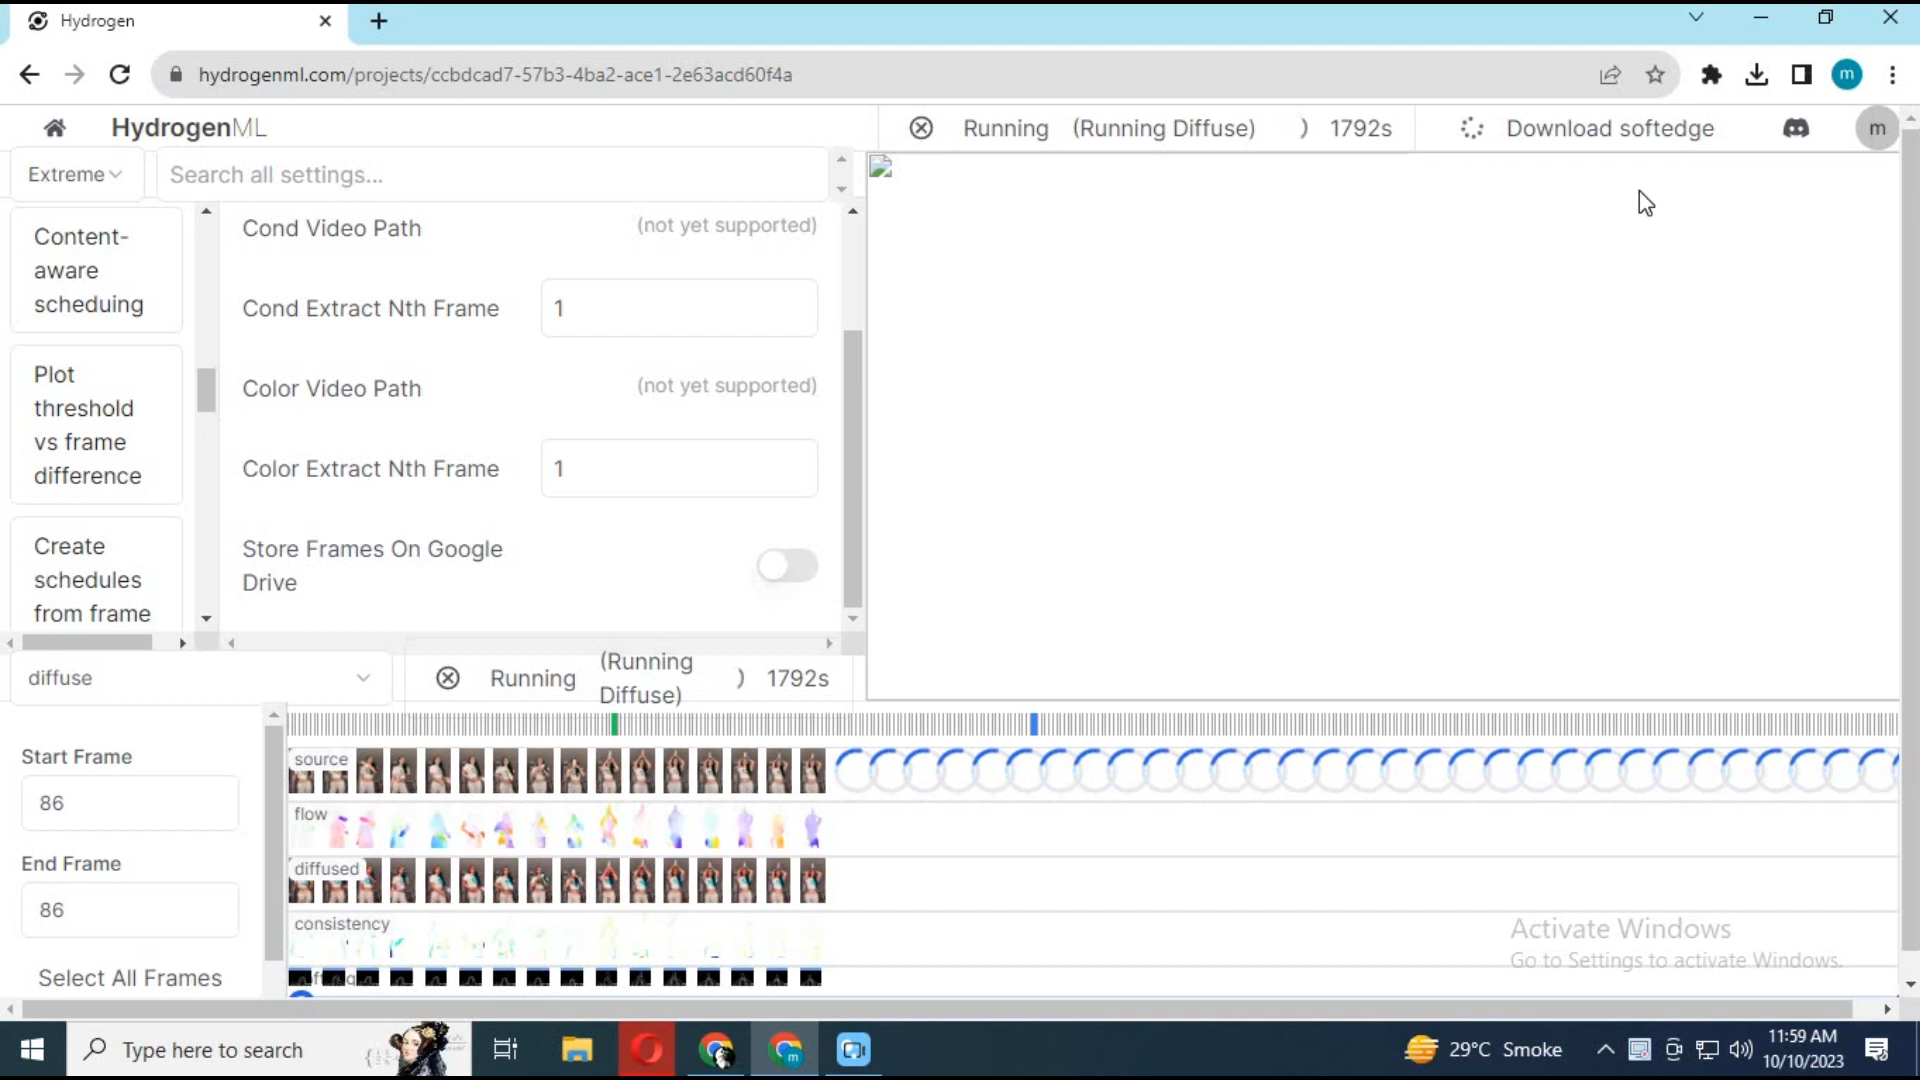 Hydrogen
hydrogenml.com/projects/ccbdcad7-57b3-4ba2-ace1-2e63acd60f4a
m
HydrogenML
Running (Running Diffuse) ) 1792s
Download softedge
m
Extreme
Search all settings...
Content-
aware
scheduing
Plot
threshold
vs frame
difference
Create
schedules
from frame
Cond Video Path (not yet supported)
Cond Extract Nth Frame 1
Color Video Path (not yet supported)
Color Extract Nth Frame 1
Store Frames On Google
Drive
diffuse
Running (Running
Diffuse) ) 1792s
Start Frame
86
End Frame
86
Select All Frames
source
flow
diffused
consistency
Activate Windows
Go to Settings to activate Windows.
Type here to search
m
29°C Smoke
11:59 AM
10/10/2023